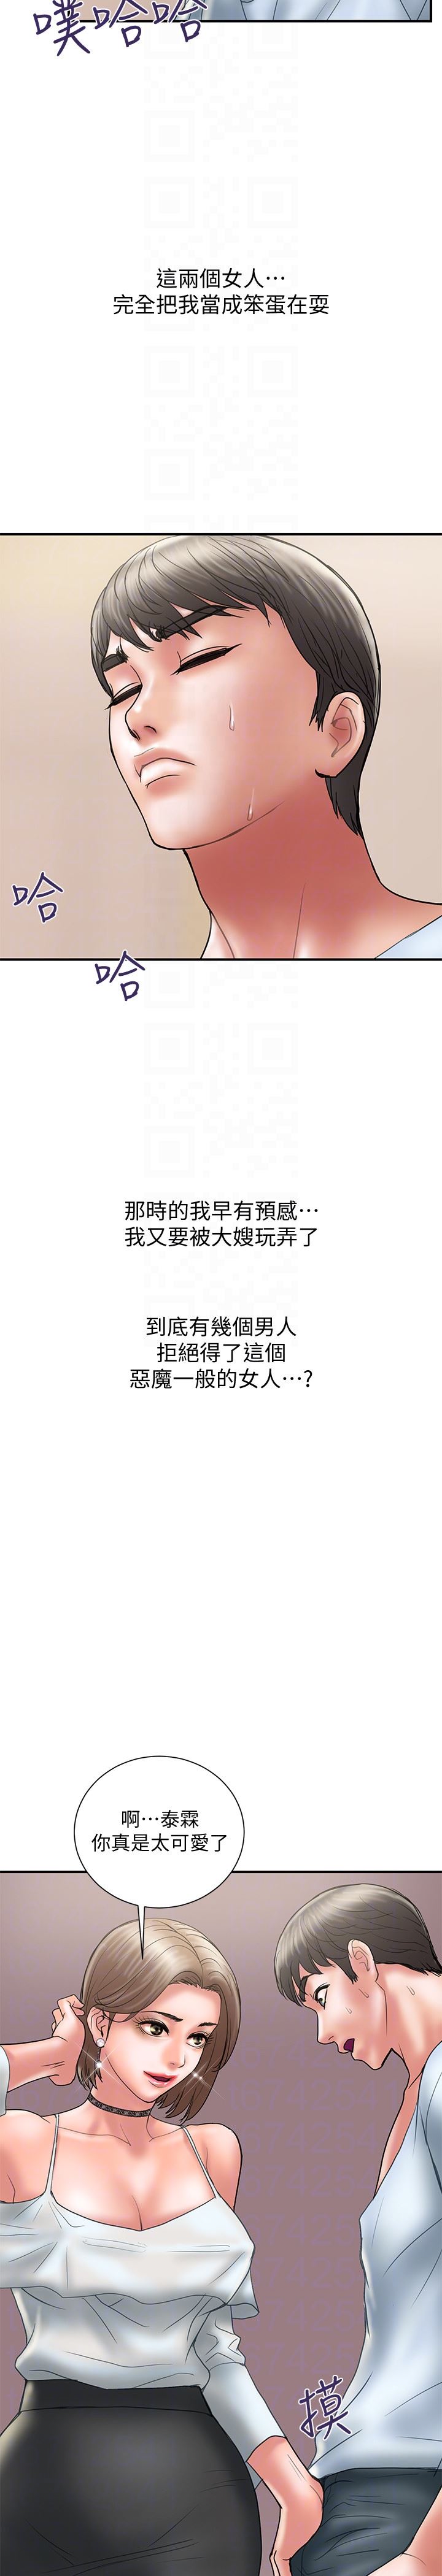 噗哈哈
這兩個女人⋯
完全把我當成笨蛋在耍
哈
哈
那時的我早有預感⋯
我又要被大嫂玩弄了
到底有幾個男人
拒絕得了這個
惡魔一般的女人⋯?
啊⋯泰霖
你真是太可愛了
摸